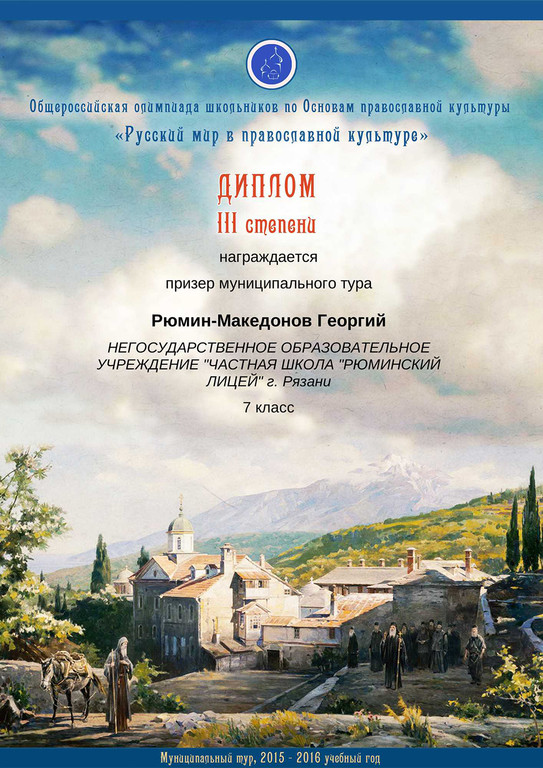 Общероссийская олимпиада школьников по Основам православной культуры
«Русский мир в православной культуре»
ДИПЛОМ
III степени
награждается
призер муниципального тура
Рюмин-Македонов Георгий
НЕГОСУДАРСТВЕННОЕ ОБРАЗОВАТЕЛЬНОЕ
УЧРЕЖДЕНИЕ "ЧАСТНАЯ ШКОЛА "РЮМИНСКИЙ
ЛИЦЕЙ" г. Рязани
7 класс
Муниципальный тур, 2015 - 2016 учебный год